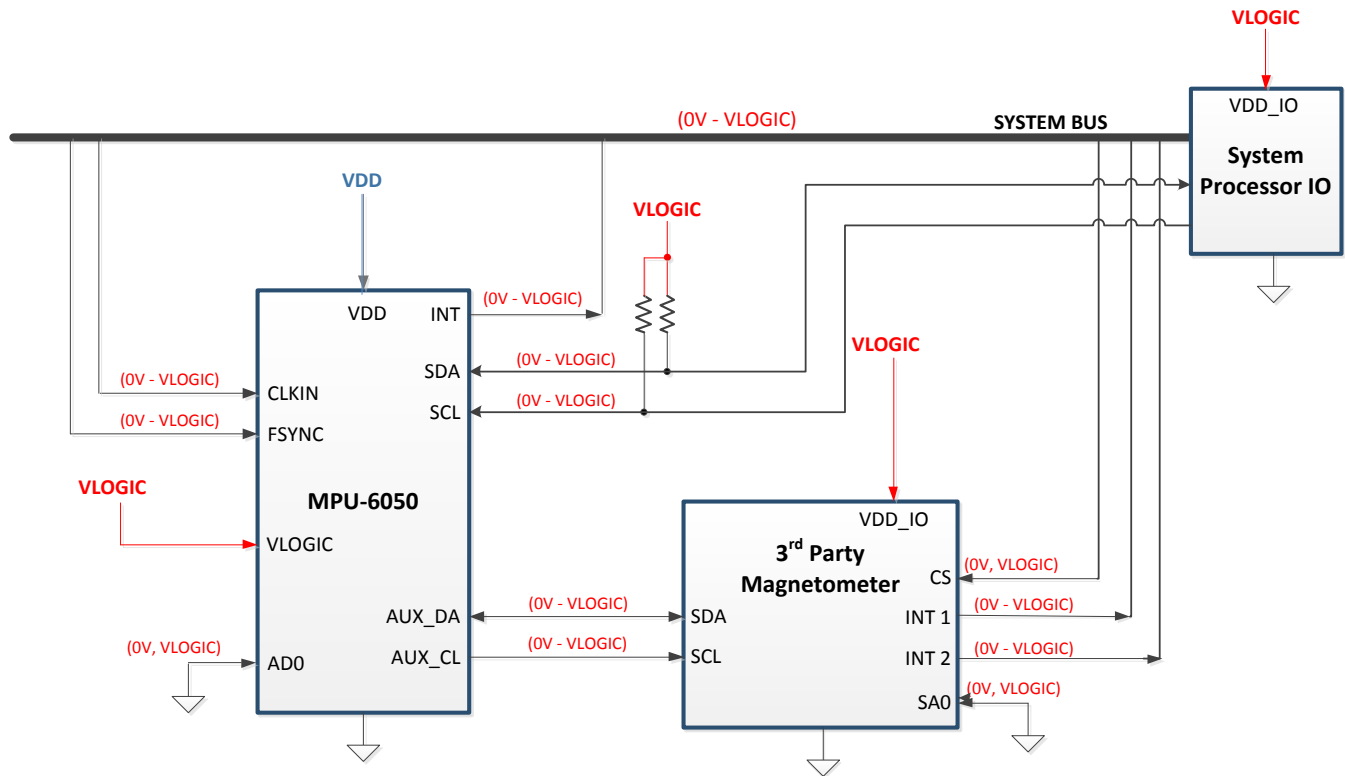 VLOGIC
VDD_IO
System
Processor IO
(0V - VLOGIC)
SYSTEM BUS
VDD
VLOGIC
VDD
INT
(0V - VLOGIC)
SDA
(0V - VLOGIC)
SCL
(0V - VLOGIC)
(0V - VLOGIC)
CLKIN
(0V - VLOGIC)
FSYNC
VLOGIC
VLOGIC
MPU-6050
AUX_DA
(0V - VLOGIC)
AUX_CL
(0V - VLOGIC)
(0V, VLOGIC)
AD0
VLOGIC
VDD_IO
3rd Party
Magnetometer
CS
(0V, VLOGIC)
SDA
INT 1
(0V - VLOGIC)
SCL
INT 2
(0V - VLOGIC)
SA0
(0V, VLOGIC)